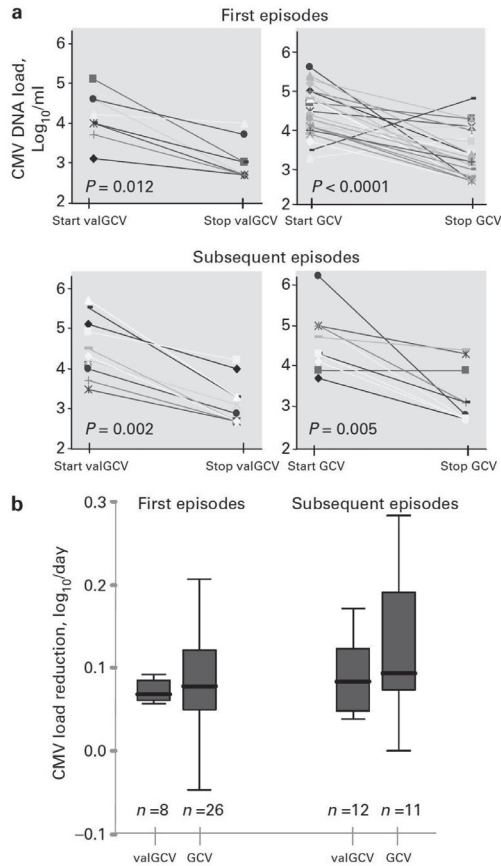 a
First episodes
CMV DNA load,
Log10/ml
6
5
4
3
2
P = 0.012
Start valGCV
Stop valGCV
6
5
4
3
2
P < 0.0001
Start GCV
Stop GCV
Subsequent episodes
6
5
4
3
2
P = 0.002
Start valGCV
Stop valGCV
6
5
4
3
2
P = 0.005
Start GCV
Stop GCV
b
First episodes
Subsequent episodes
CMV load reduction, log10/day
0.3
0.2
0.1
0.0
−0.1
n =8
n =26
n =12
n =11
valGCV
GCV
valGCV
GCV